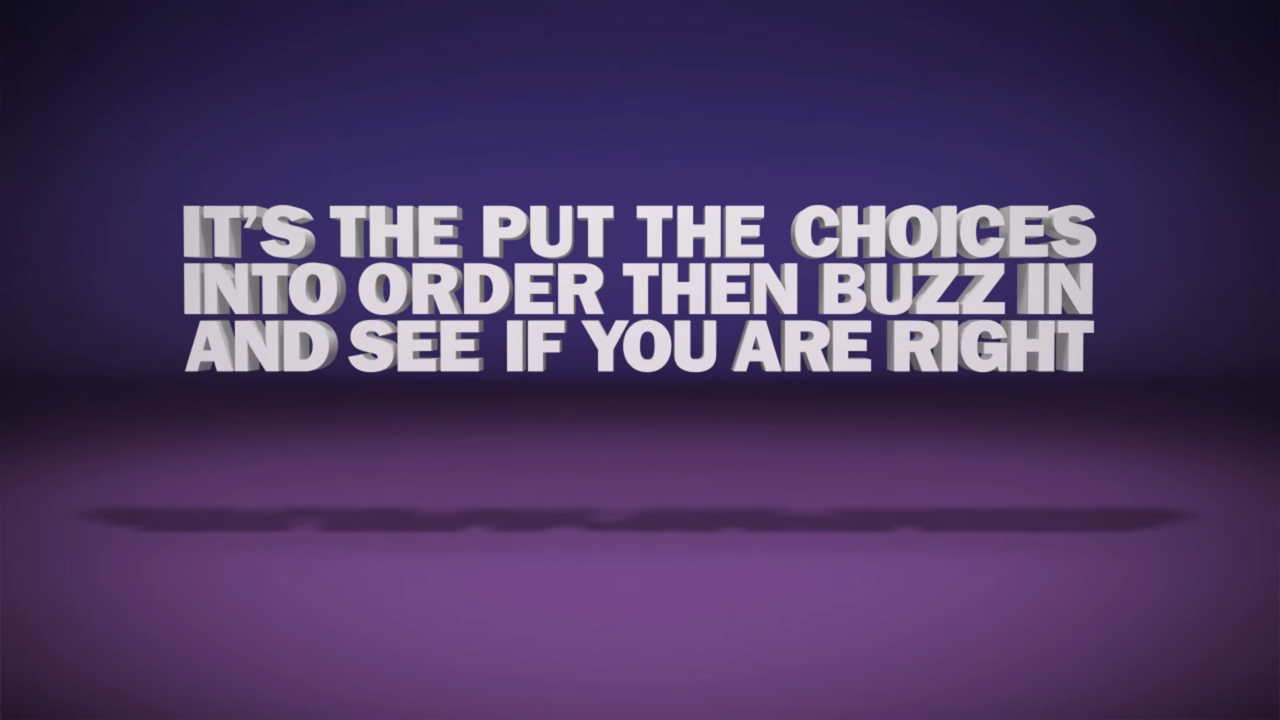 IT'S THE PUT THE CHOICES
INTO ORDER THEN BUZZ IN
AND SEE IF YOU ARE RIGHT